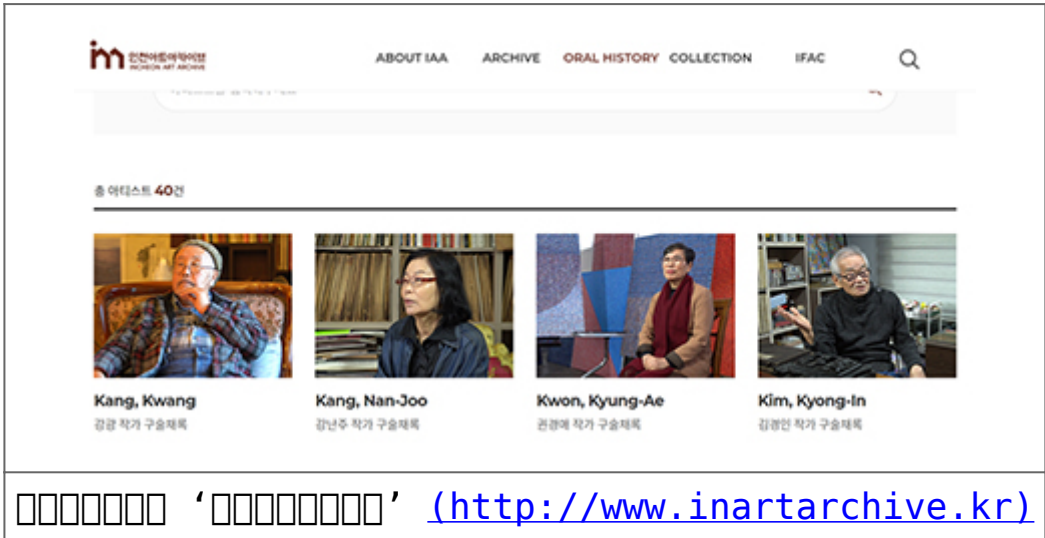 인천아트아카이브
INCHEON ART ARCHIVE
ABOUT IAA ARCHIVE ORAL HISTORY COLLECTION IFAC
총 아티스트 40건
Kang, Kwang Kang, Nan-Joo Kwon, Kyung-Ae Kim, Kyong-In
강광 작가 구술채록 강난주 작가 구술채록 권경애 작가 구술채록 김경인 작가 구술채록
□□□□□□□ ‘□□□□□□□□’ (http://www.inartarchive.kr)